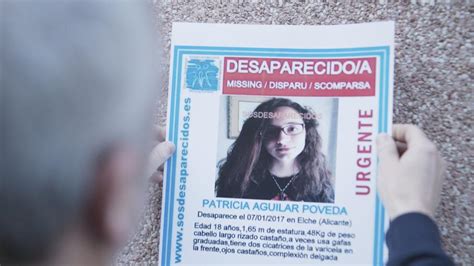 DESAPARECIDO/A
MISSING / DISPARU / SCOMPARSA
SOSDESAPARECIDOS
www.sosdesaparecidos.es
URGENTE
PATRICIA AGUILAR POVEDA
Desaparece el 07/01/2017 en Elche (Alicante)
Edad 18 años,1,65 m de estatura,48Kg de peso
cabello largo rizado castaño,a veces usa gafas
graduadas,tiene dos cicatrices de la varicela en
la frente,ojos castaños,complexión delgada